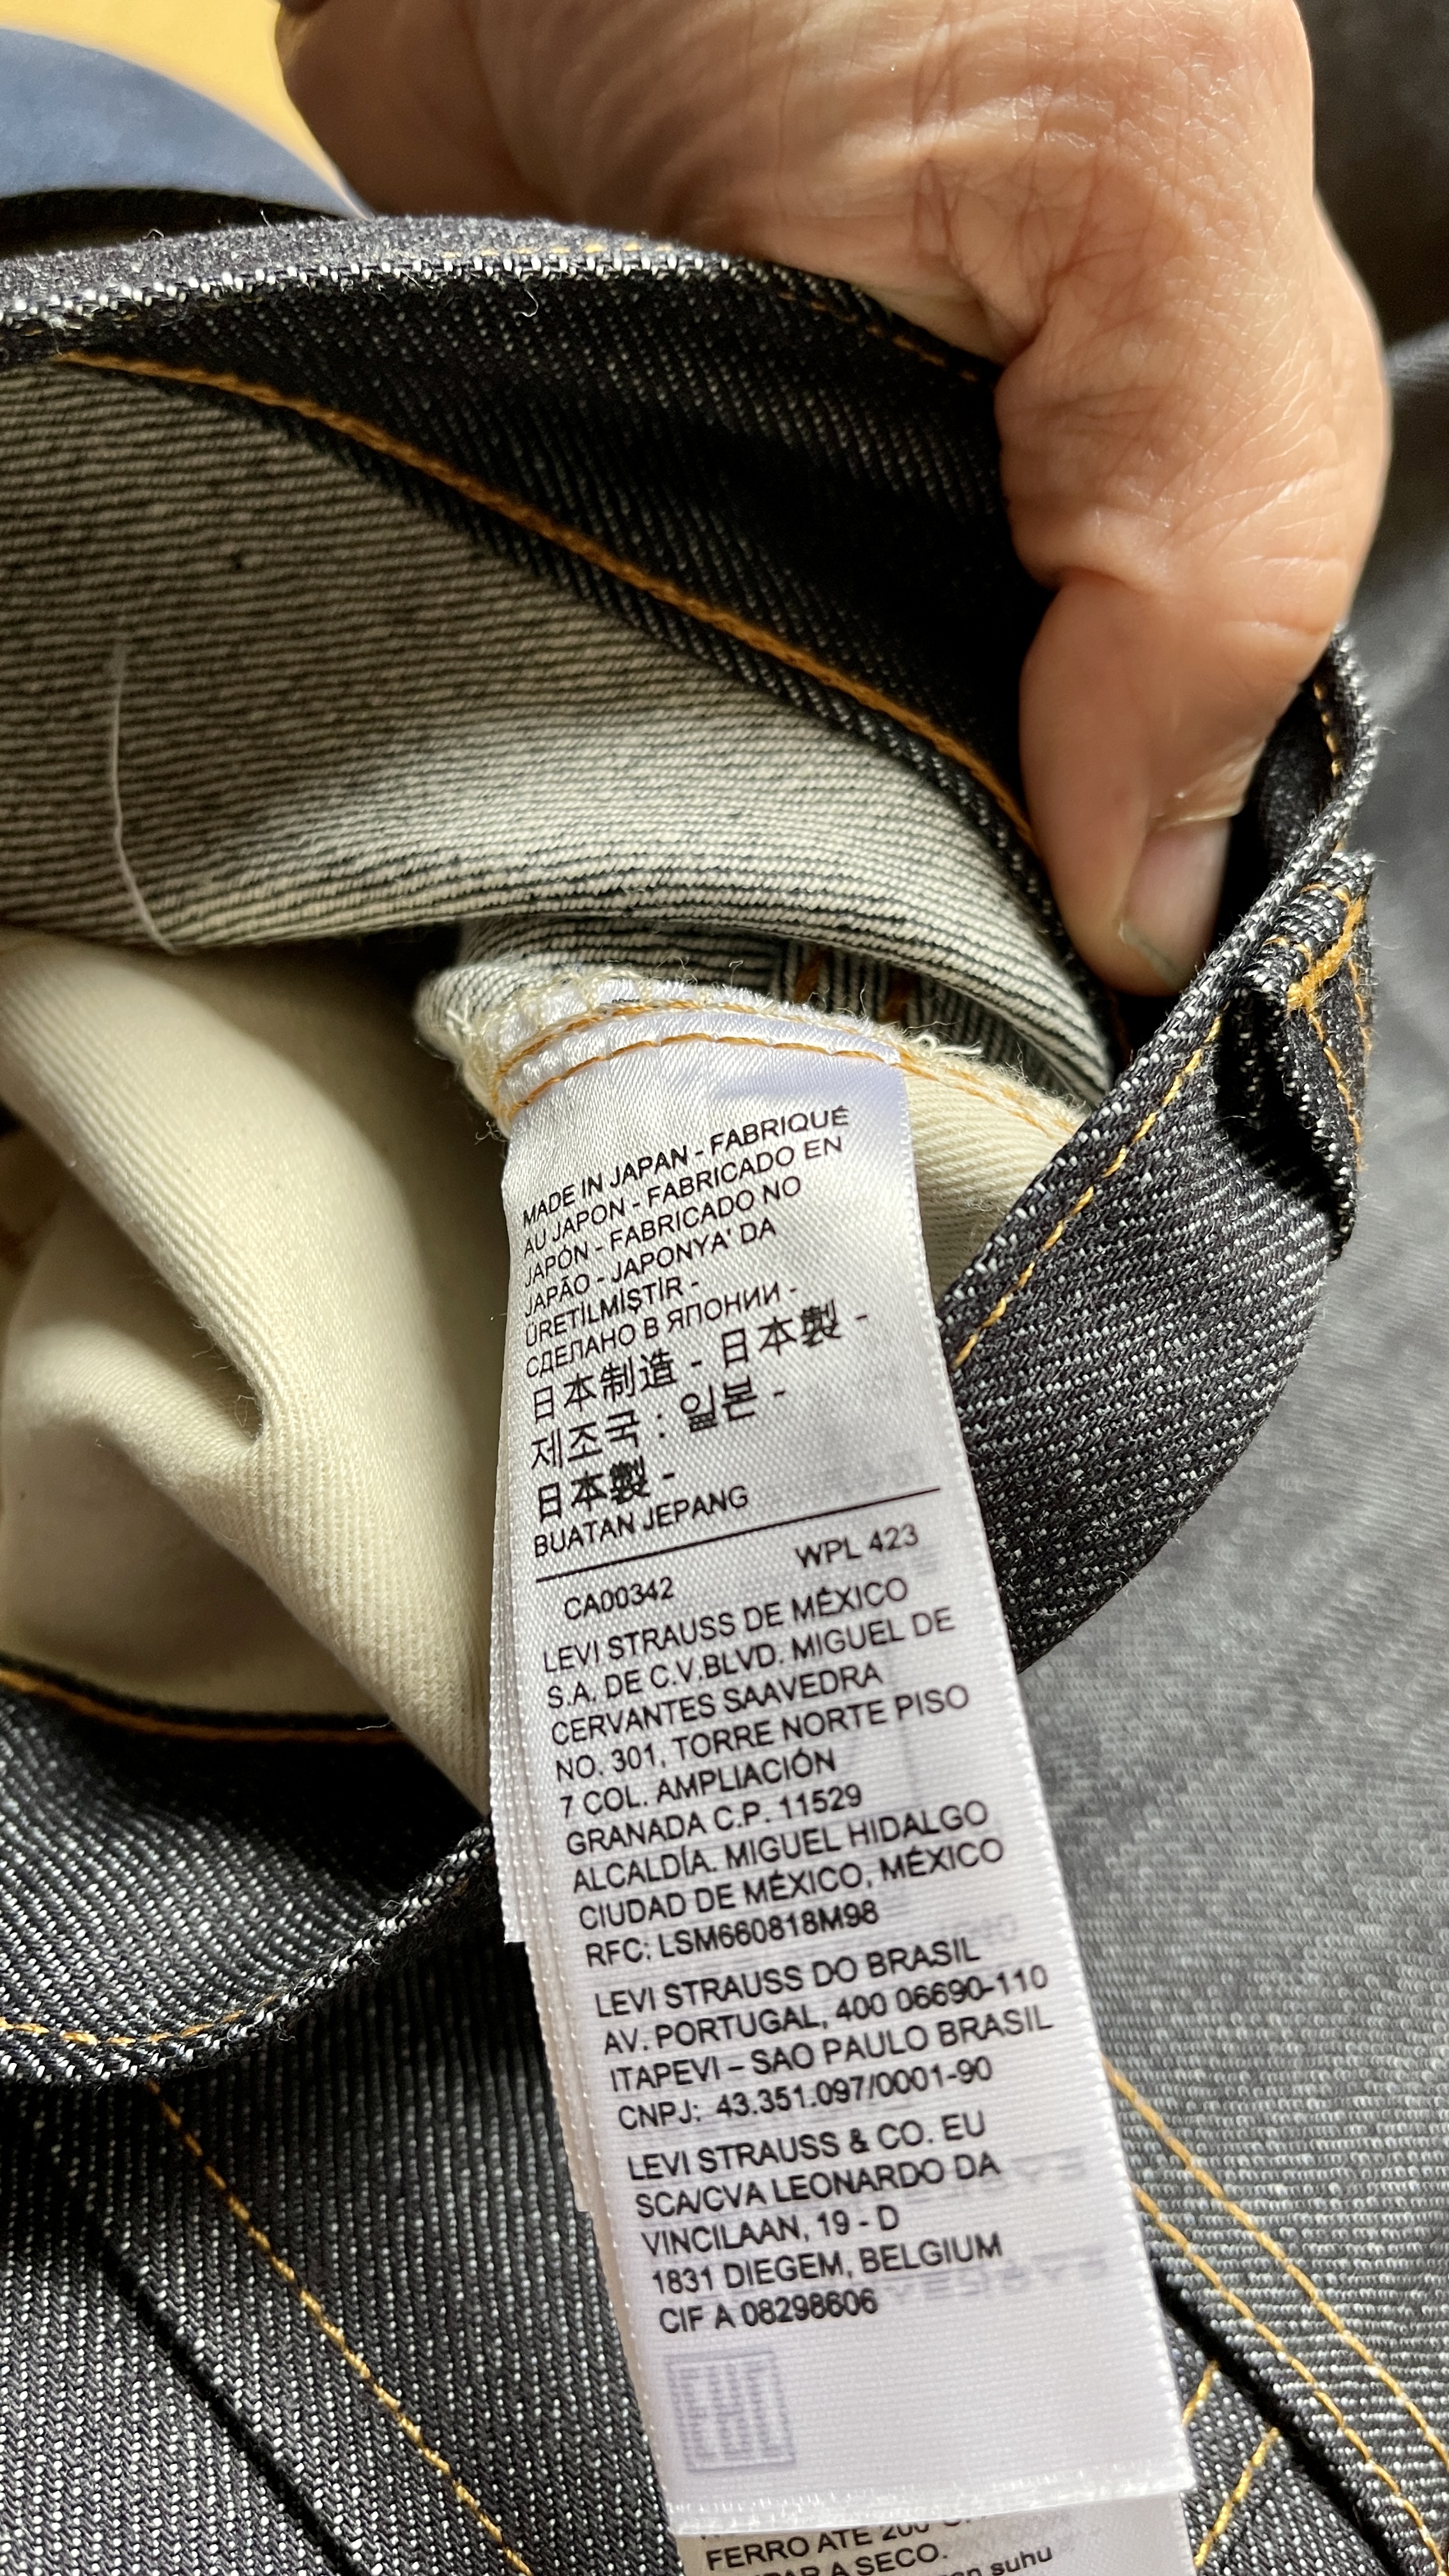 MADE IN JAPAN - FABRIQUÉ
AU JAPON - FABRICADO EN
JAPÓN - FABRICADO NO
JAPÃO - JAPONYA' DA
ÜRETİLMİŞTİR -
СДЕЛАНО В ЯПОНИИ -
日本制造 - 日本製 -
제조국 : 일본 -
日本製 -
BUATAN JEPANG
CA00342 WPL 423
LEVI STRAUSS DE MÉXICO
S.A. DE C.V.BLVD. MIGUEL DE
CERVANTES SAAVEDRA
NO. 301, TORRE NORTE PISO
7 COL. AMPLIACIÓN
GRANADA C.P. 11529
ALCALDÍA. MIGUEL HIDALGO
CIUDAD DE MÉXICO, MÉXICO
RFC: LSM660818M98
LEVI STRAUSS DO BRASIL
AV. PORTUGAL, 400 06690-110
ITAPEVI – SAO PAULO BRASIL
CNPJ: 43.351.097/0001-90
LEVI STRAUSS & CO. EU
SCA/CVA LEONARDO DA
VINCILAAN, 19 - D
1831 DIEGEM, BELGIUM
CIF A 08298606
FERRO ATE 200
A SECO.
suhu